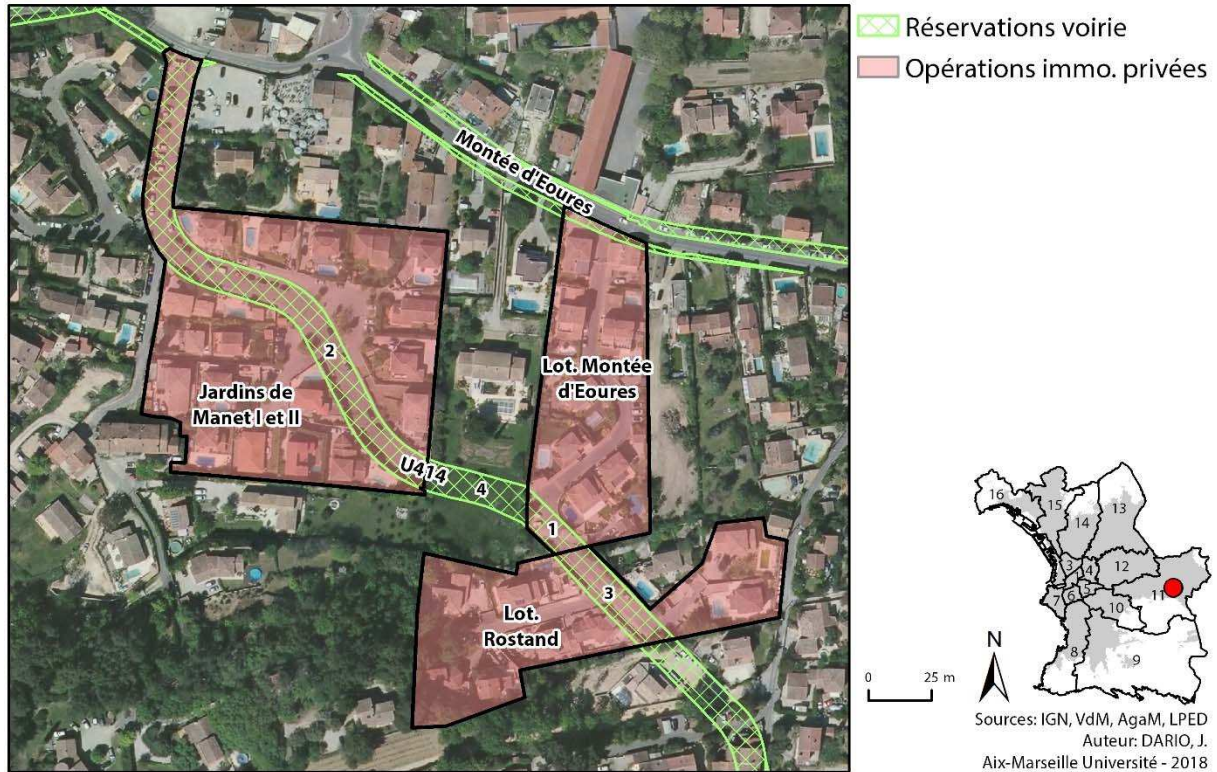 Réservations voirie
Opérations immo. privées
Montée d'Eoures
2
Jardins de
Manet I et II
Lot. Montée
d'Eoures
U414
4
1
3
Lot.
Rostand
16
15
14
13
3
4
12
7
6
5
11
10
8
9
N
0 25 m
Sources: IGN, VdM, AgaM, LPED
Auteur: DARIO, J.
Aix-Marseille Université - 2018